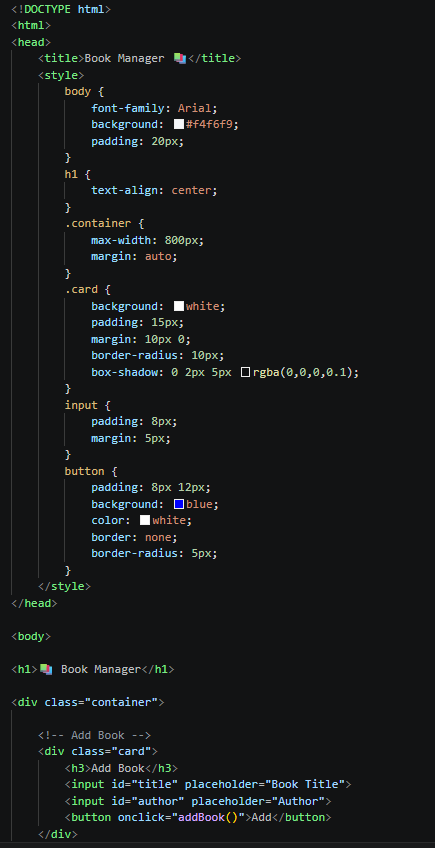 <!DOCTYPE html>
<html>
<head>
    <title>Book Manager 📚</title>
    <style>
        body {
            font-family: Arial;
            background: #f4f6f9;
            padding: 20px;
        }
        h1 {
            text-align: center;
        }
        .container {
            max-width: 800px;
            margin: auto;
        }
        .card {
            background: white;
            padding: 15px;
            margin: 10px 0;
            border-radius: 10px;
            box-shadow: 0 2px 5px rgba(0,0,0,0.1);
        }
        input {
            padding: 8px;
            margin: 5px;
        }
        button {
            padding: 8px 12px;
            background: blue;
            color: white;
            border: none;
            border-radius: 5px;
        }
    </style>
</head>

<body>

<h1>📚 Book Manager</h1>

<div class="container">

    <!-- Add Book -->
    <div class="card">
        <h3>Add Book</h3>
        <input id="title" placeholder="Book Title">
        <input id="author" placeholder="Author">
        <button onclick="addBook()">Add</button>
    </div>